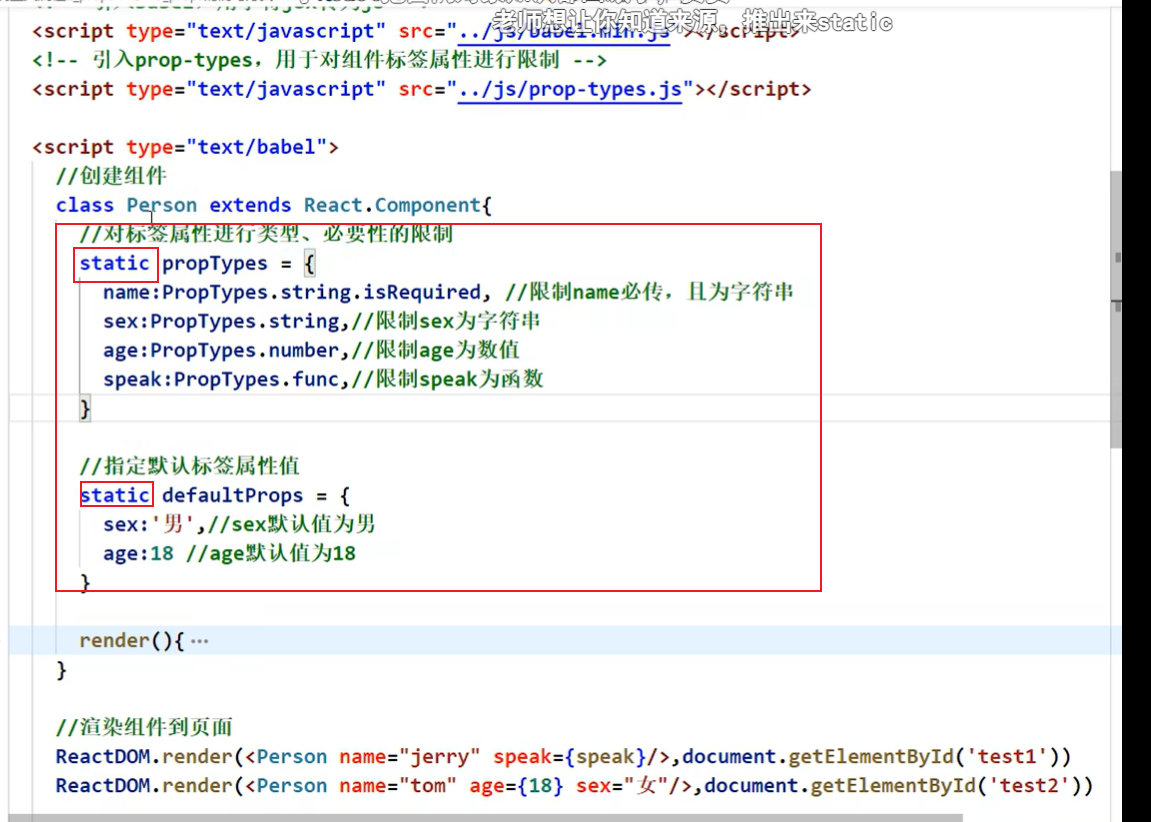 老师想让你知道来源，推出来static
<script type="text/javascript" src="../js/babel.min.js"></script>
<!-- 引入prop-types，用于对组件标签属性进行限制 -->
<script type="text/javascript" src="../js/prop-types.js"></script>
<script type="text/babel">
//创建组件
class Person extends React.Component{
//对标签属性进行类型、必要性的限制
static propTypes = {
name:PropTypes.string.isRequired, //限制name必传，且为字符串
sex:PropTypes.string,//限制sex为字符串
age:PropTypes.number,//限制age为数值
speak:PropTypes.func,//限制speak为函数
}
//指定默认标签属性值
static defaultProps = {
sex:'男',//sex默认值为男
age:18 //age默认值为18
}
render(){ ···
}
//渲染组件到页面
ReactDOM.render(<Person name="jerry" speak={speak}/>,document.getElementById('test1'))
ReactDOM.render(<Person name="tom" age={18} sex="女"/>,document.getElementById('test2'))